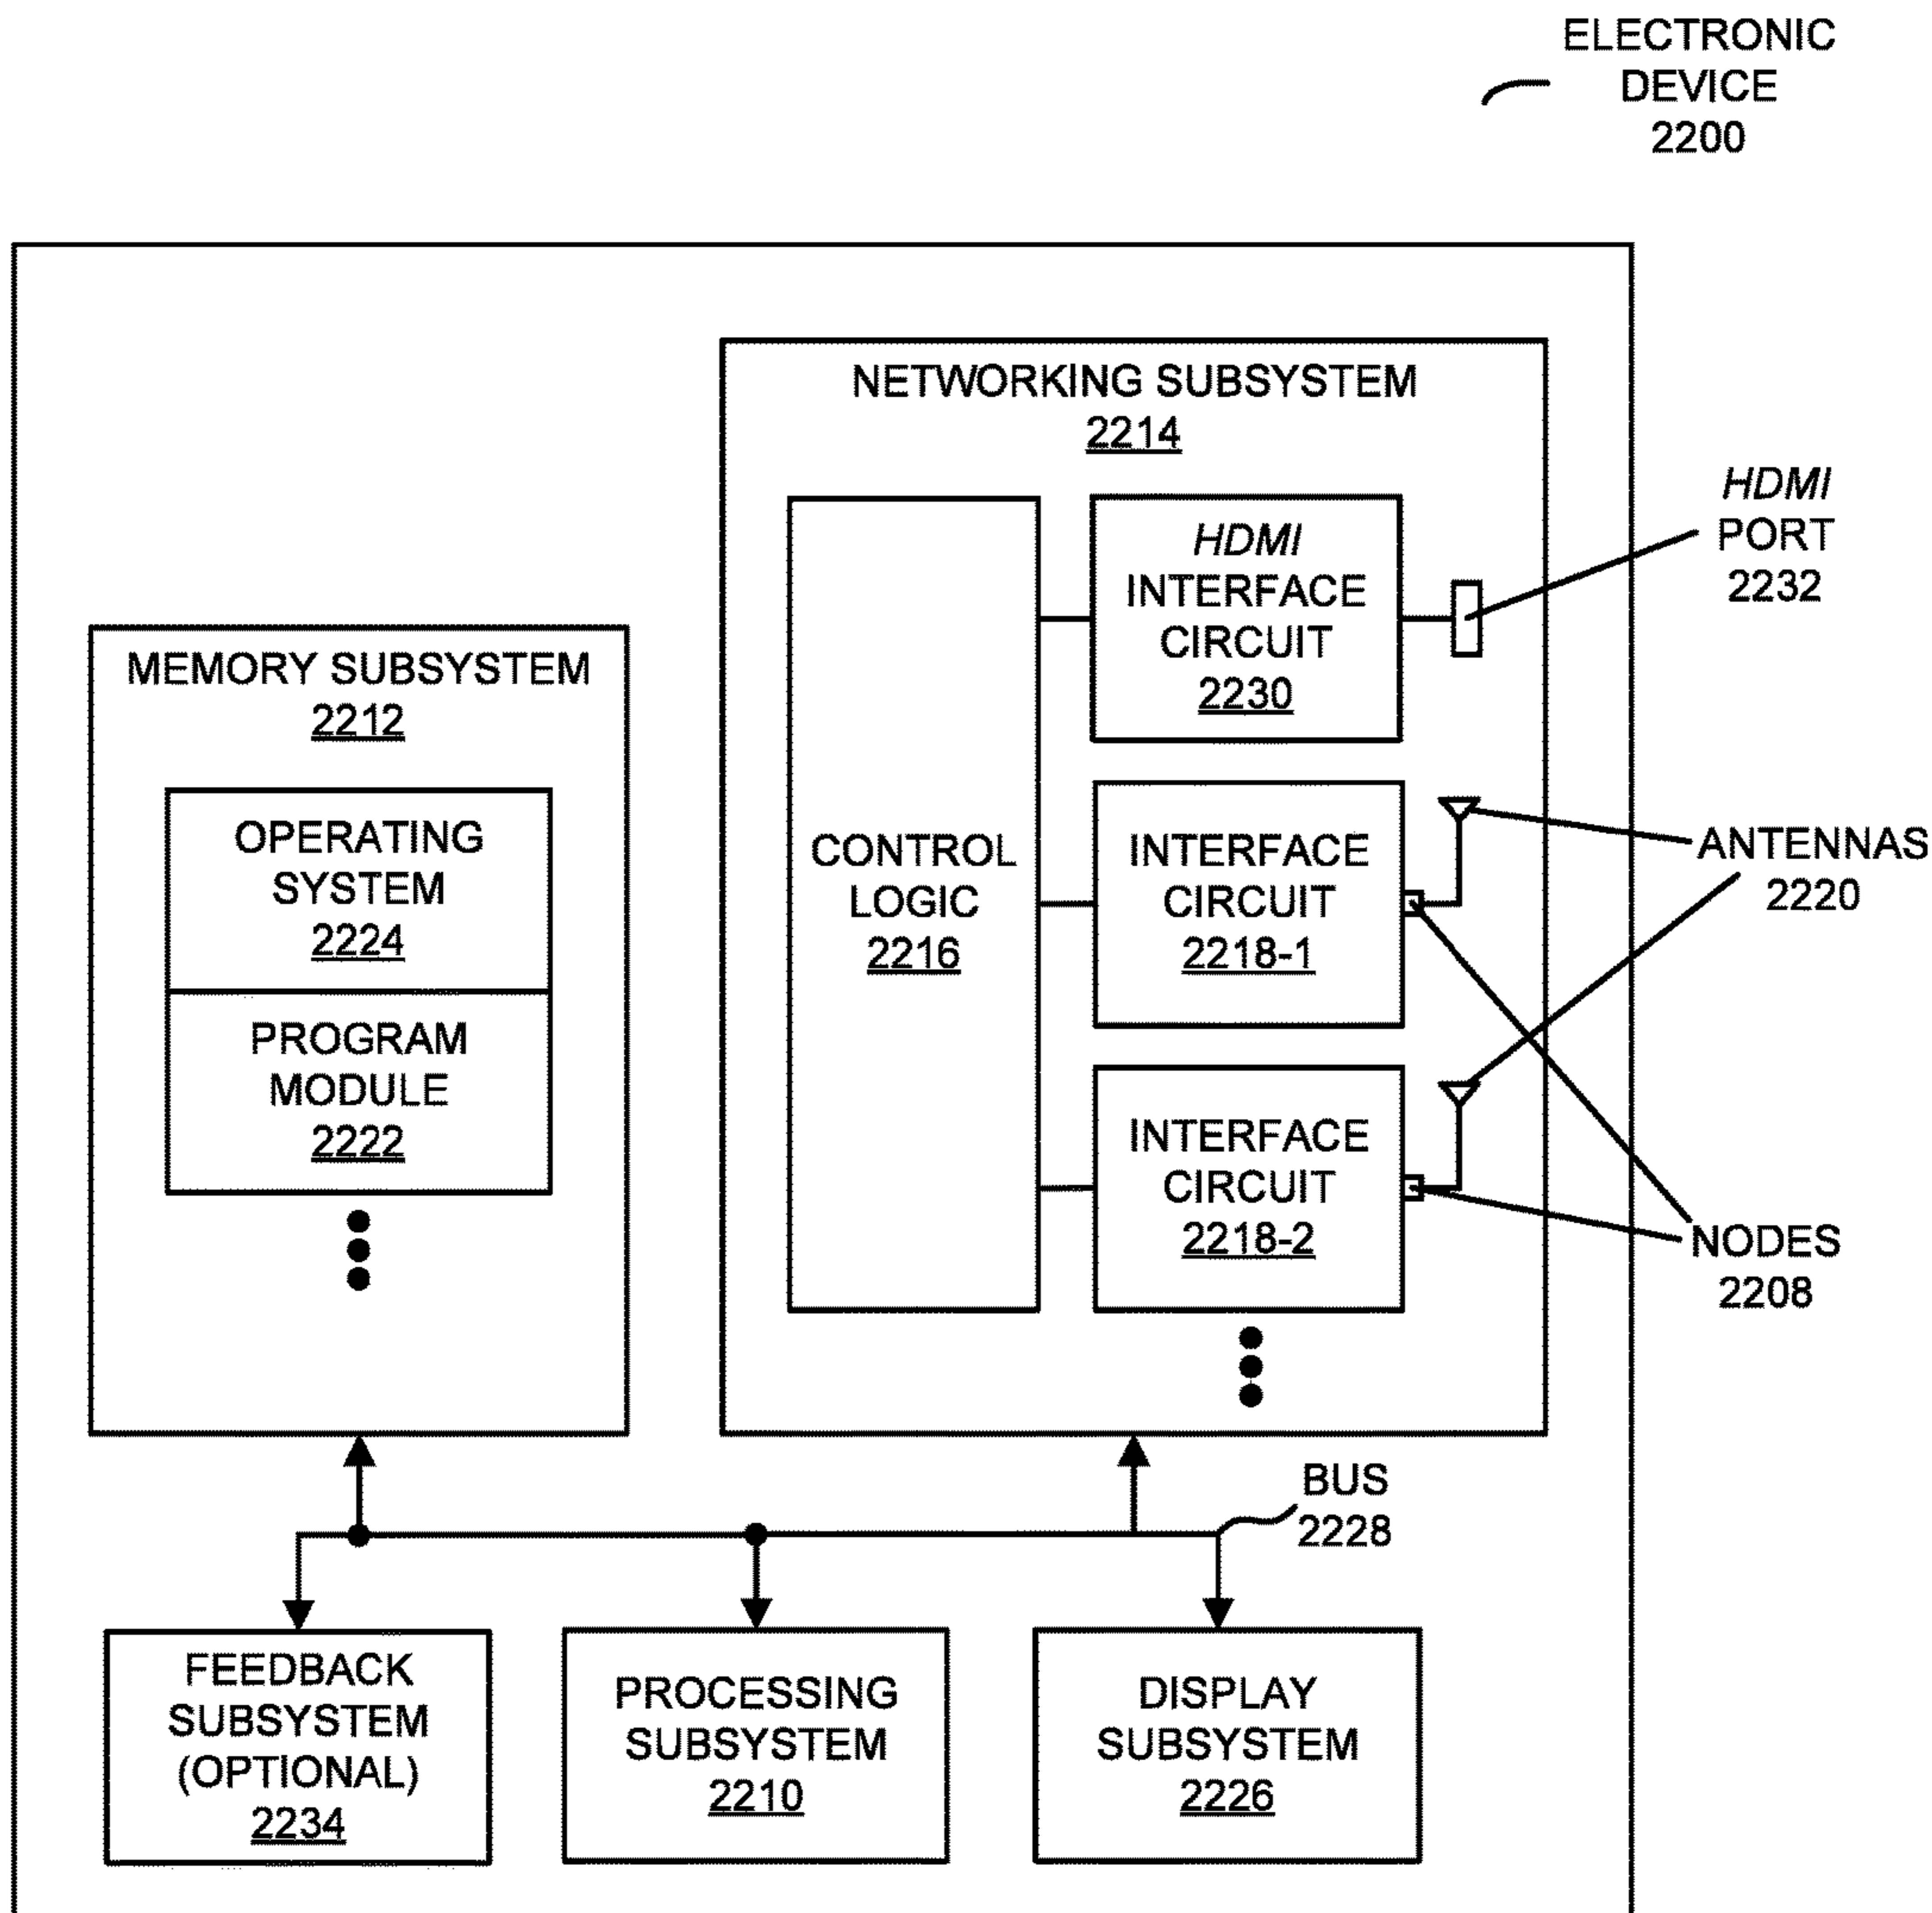 ELECTRONIC
DEVICE
2200
NETWORKING SUBSYSTEM
2214
HDMI
PORT
2232
HDMI
INTERFACE
CIRCUIT
2230
MEMORY SUBSYSTEM
2212
OPERATING
SYSTEM
2224
PROGRAM
MODULE
2222
CONTROL
LOGIC
2216
INTERFACE
CIRCUIT
2218-1
ANTENNAS
2220
INTERFACE
CIRCUIT
2218-2
NODES
2208
BUS
2228
FEEDBACK
SUBSYSTEM
(OPTIONAL)
2234
PROCESSING
SUBSYSTEM
2210
DISPLAY
SUBSYSTEM
2226